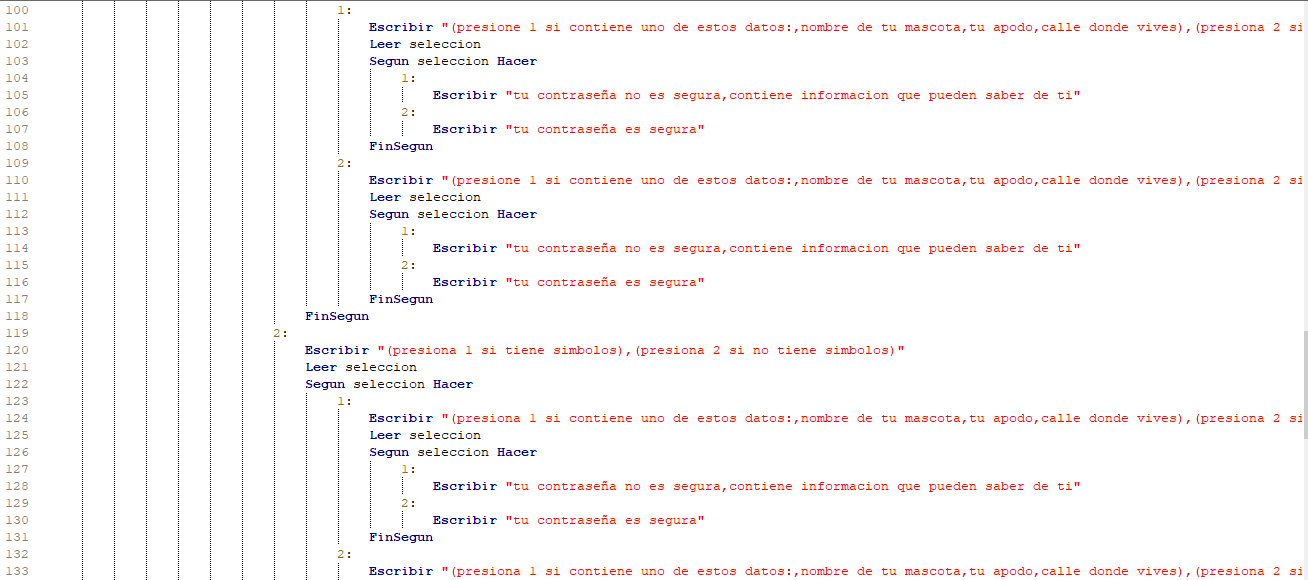 100 1:
101 Escribir "(presione 1 si contiene uno de estos datos:,nombre de tu mascota,tu apodo,calle donde vives),(presiona 2 si
102 Leer seleccion
103 Segun seleccion Hacer
104 1:
105 Escribir "tu contraseña no es segura,contiene informacion que pueden saber de ti"
106 2:
107 Escribir "tu contraseña es segura"
108 FinSegun
109 2:
110 Escribir "(presione 1 si contiene uno de estos datos:,nombre de tu mascota,tu apodo,calle donde vives),(presiona 2 si
111 Leer seleccion
112 Segun seleccion Hacer
113 1:
114 Escribir "tu contraseña no es segura,contiene informacion que pueden saber de ti"
115 2:
116 Escribir "tu contraseña es segura"
117 FinSegun
118 FinSegun
119 2:
120 Escribir "(presiona 1 si tiene simbolos),(presiona 2 si no tiene simbolos)"
121 Leer seleccion
122 Segun seleccion Hacer
123 1:
124 Escribir "(presiona 1 si contiene uno de estos datos:,nombre de tu mascota,tu apodo,calle donde vives),(presiona 2 si
125 Leer seleccion
126 Segun seleccion Hacer
127 1:
128 Escribir "tu contraseña no es segura,contiene informacion que pueden saber de ti"
129 2:
130 Escribir "tu contraseña es segura"
131 FinSegun
132 2:
133 Escribir "(presiona 1 si contiene uno de estos datos:,nombre de tu mascota,tu apodo,calle donde vives),(presiona 2 si